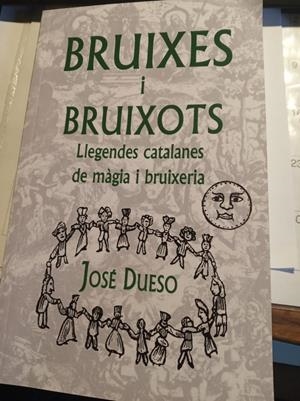 BRUIXES
i
BRUIXOTS
Llegendes catalanes
de màgia i bruixeria
JOSÉ DUESO